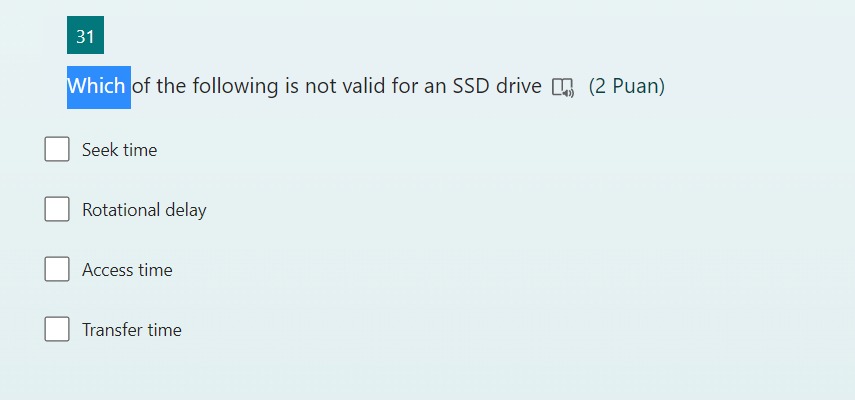 31
Which of the following is not valid for an SSD drive (2 Puan)
Seek time
Rotational delay
Access time
Transfer time